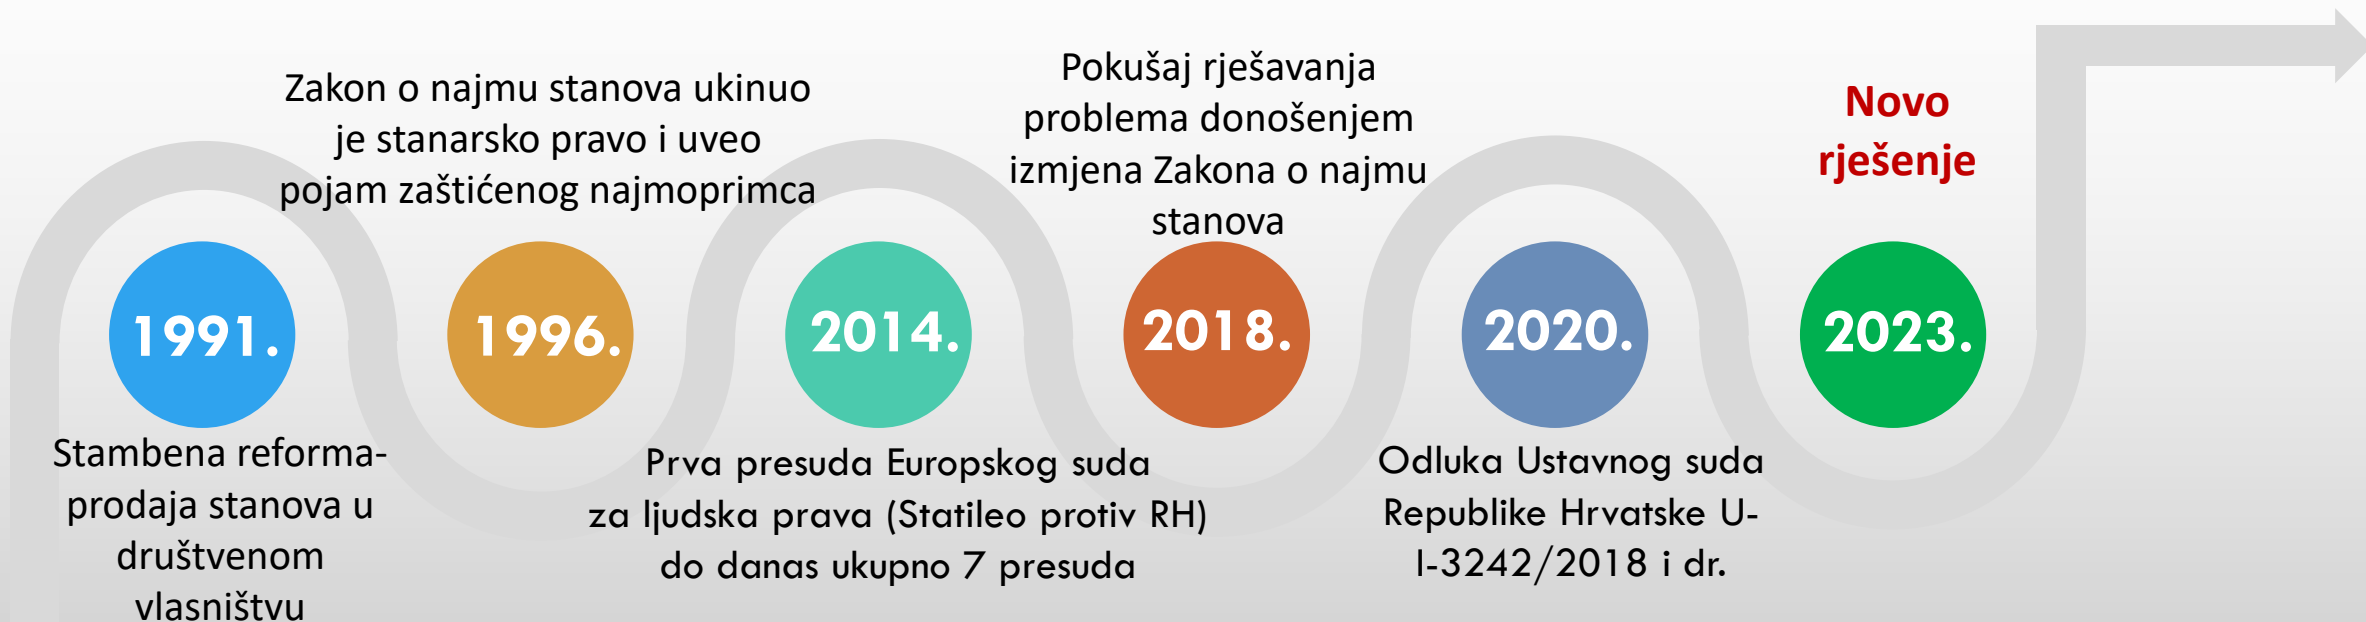 1991.
Stambena reforma-
prodaja stanova u
društvenom
vlasništvu
Zakon o najmu stanova ukinuo
je stanarsko pravo i uveo
pojam zaštićenog najmoprimca
1996.
2014.
Prva presuda Europskog suda
za ljudska prava (Statileo protiv RH)
do danas ukupno 7 presuda
Pokušaj rješavanja
problema donošenjem
izmjena Zakona o najmu
stanova
2018.
2020.
Odluka Ustavnog suda
Republike Hrvatske U-
I-3242/2018 i dr.
Novo
rješenje
2023.